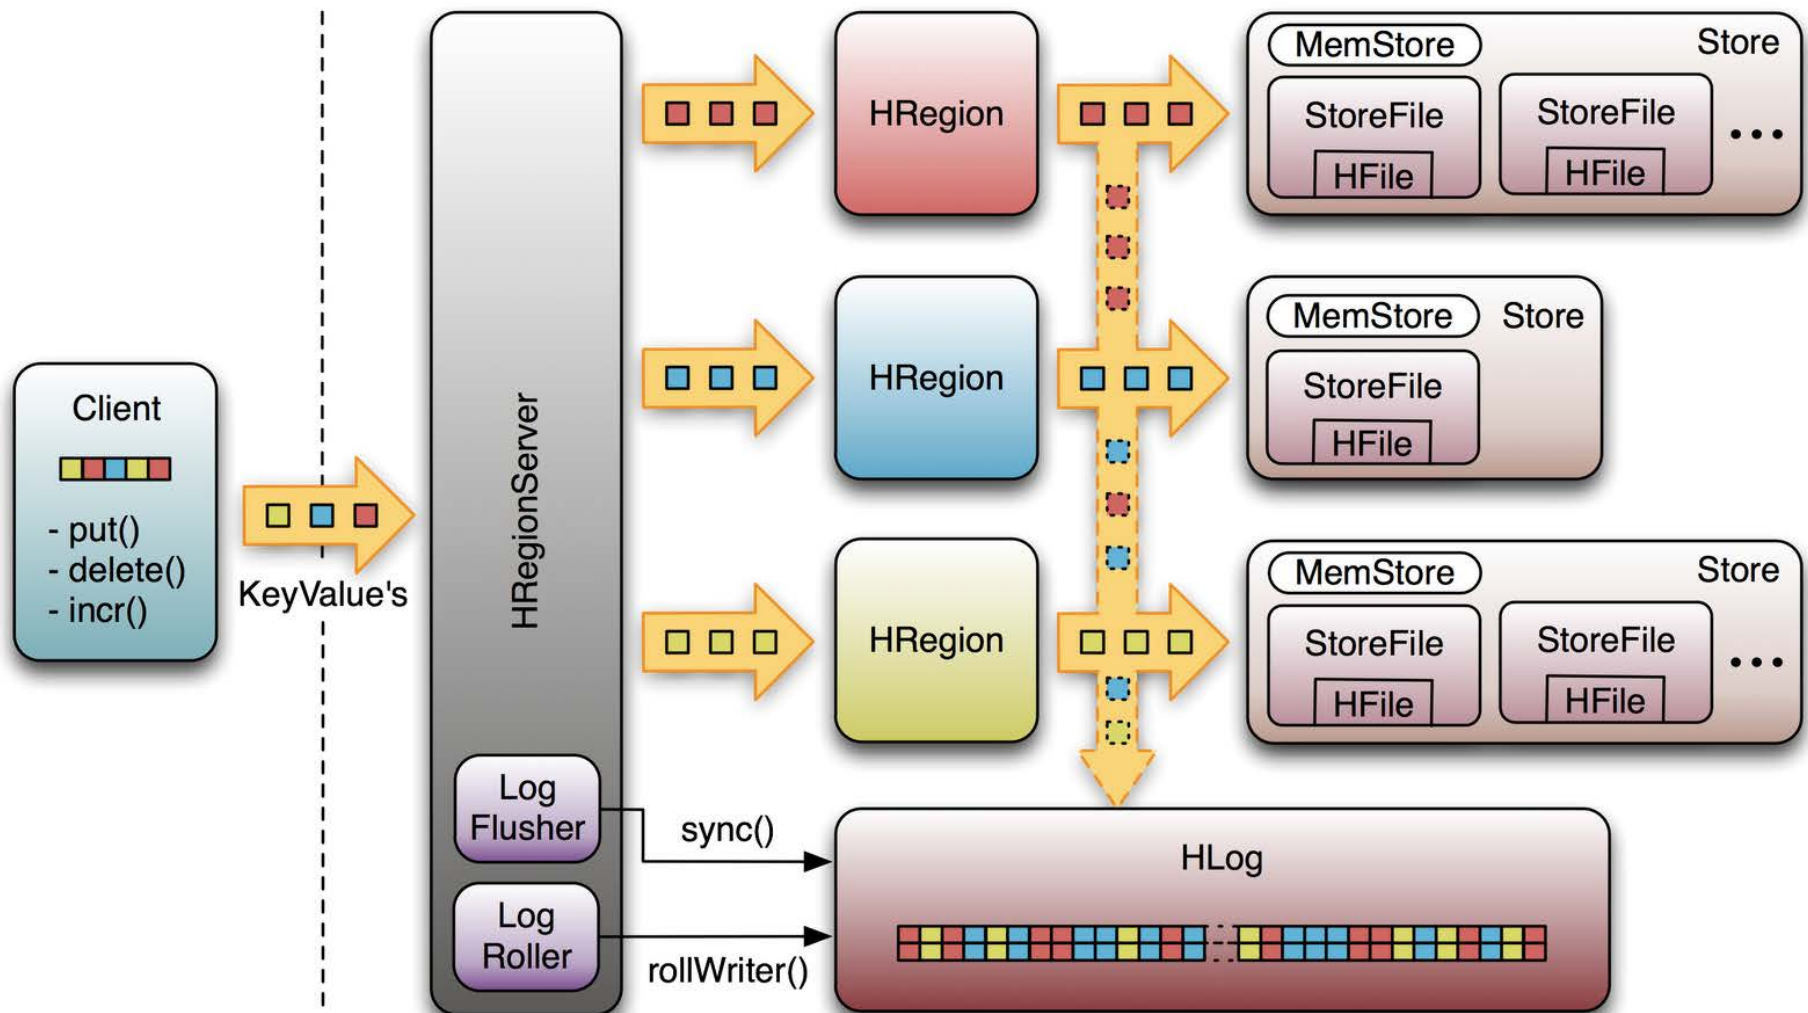 Client
- put()
- delete()
- incr()
KeyValue's
HRegionServer
Log
Flusher
Log
Roller
sync()
rollWriter()
HRegion
MemStore
Store
StoreFile
HFile
StoreFile
HFile
...
HRegion
MemStore
Store
StoreFile
HFile
HRegion
MemStore
Store
StoreFile
HFile
StoreFile
HFile
...
HLog